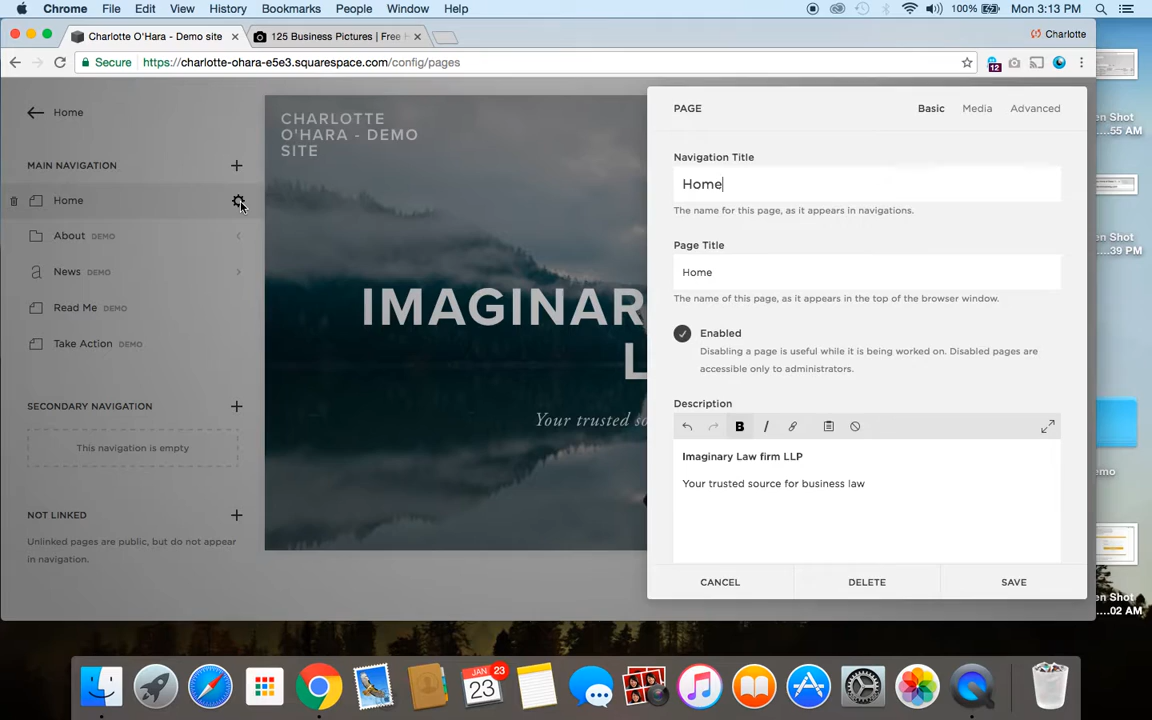 Chrome File Edit View History Bookmarks People Window Help 100% Mon 3:13 PM
Charlotte O'Hara - Demo site
125 Business Pictures | Free H
Charlotte
Secure https://charlotte-ohara-e5e3.squarespace.com/config/pages
12
Home
MAIN NAVIGATION
Home
About DEMO
a News DEMO
Read Me DEMO
Take Action DEMO
SECONDARY NAVIGATION
This navigation is empty
NOT LINKED
Unlinked pages are public, but do not appear
in navigation.
CHARLOTTE
O'HARA - DEMO
SITE
IMAGINAR
L
Your trusted so
PAGE Basic Media Advanced
Navigation Title
Home
The name for this page, as it appears in navigations.
Page Title
Home
The name of this page, as it appears in the top of the browser window.
Enabled
Disabling a page is useful while it is being worked on. Disabled pages are
accessible only to administrators.
Description
B I
Imaginary Law firm LLP
Your trusted source for business law
CANCEL DELETE SAVE
en Shot
....55 AM
en Shot
....39 PM
emo
en Shot
....02 AM
JAN 23
23